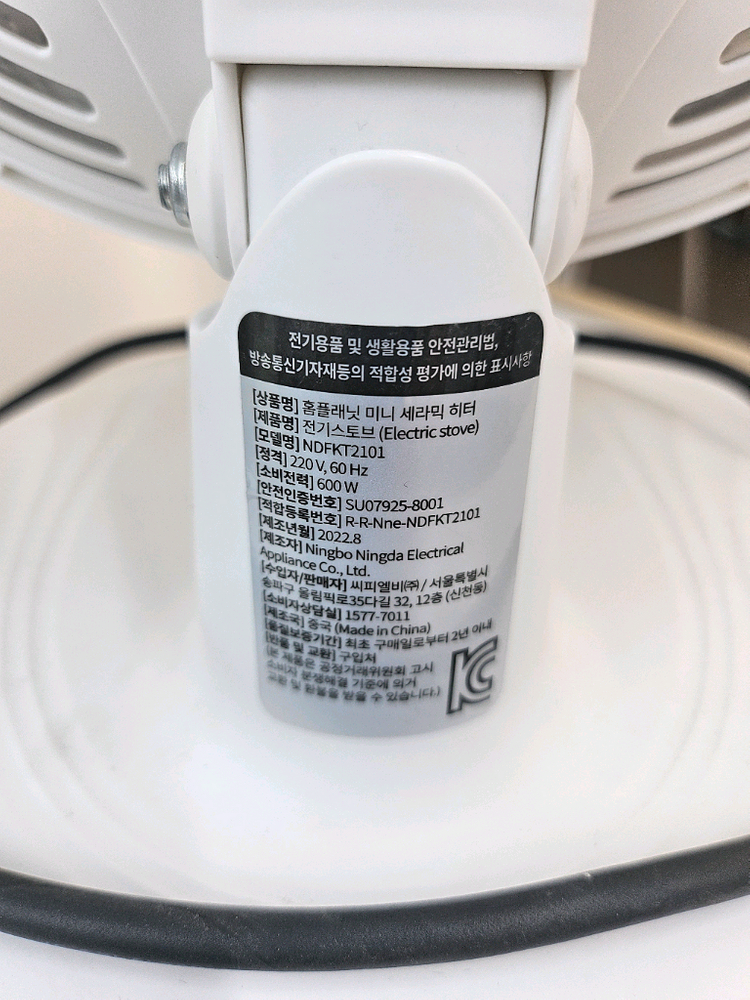 전기용품 및 생활용품 안전관리법,
방송통신기자재등의 적합성 평가에 의한 표시사항
[상품명] 홈플래닛 미니 세라믹 히터
[제품명] 전기스토브 (Electric stove)
[모델명] NDFKT2101
[정격] 220 V, 60 Hz
[소비전력] 600 W
[안전인증번호] SU07925-8001
[적합등록번호] R-R-Nne-NDFKT2101
[제조년월] 2022.8
[제조자] Ningbo Ningda Electrical
Appliance Co., Ltd.
[수입자/판매자] 씨피엘비(주) / 서울특별시
송파구 올림픽로35다길 32, 12층 (신천동)
[소비자상담실] 1577-7011
[제조국] 중국 (Made in China)
[품질보증기간] 최초 구매일로부터 2년 이내
[반품 및 교환] 구입처
(본 제품은 공정거래위원회 고시
소비자 분쟁해결 기준에 의거
교환 및 환불을 받을 수 있습니다.)
KC